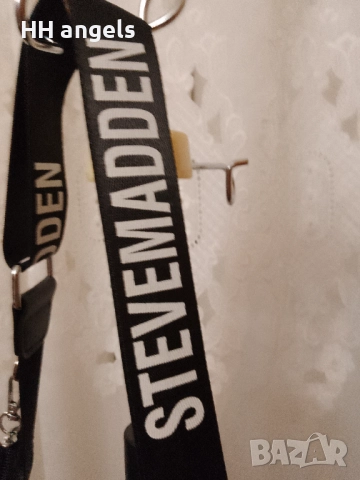 HH angels
STEVEMADDEN
DDEN
BAZAR